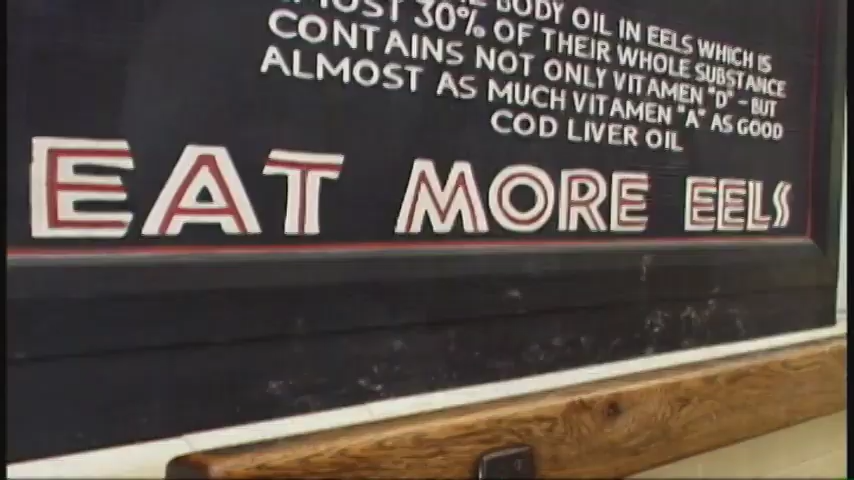 BODY OIL IN EELS WHICH IS
30% OF THEIR WHOLE SUBSTANCE
CONTAINS NOT ONLY VITAMEN "D" - BUT
ALMOST AS MUCH VITAMEN "A" AS GOOD
COD LIVER OIL
EAT MORE EELS